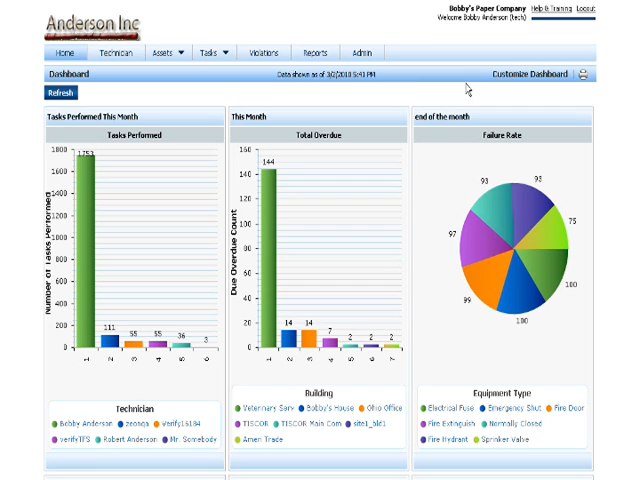 Bobby's Paper Company Help & Training Logout
Anderson Inc
Welcome Bobby Anderson (tech)
Home Technician Assets Tasks Violations Reports Admin
Dashboard Data shown as of 3/2/2010 5:41 PM Customize Dashboard
Refresh
Tasks Performed This Month
Tasks Performed
Number of Tasks Performed
1800
1600
1400
1200
1000
800
600
400
200
0
1753
111
55
55
36
3
1 2 3 4 5 6
Technician
Bobby Anderson zeonqa Verify16184
verifyTFS Robert Anderson Mr. Somebody
This Month
Total Overdue
Due Overdue Count
160
140
120
100
80
60
40
20
0
144
14
14
7
2
2
2
1 2 3 4 5 6 7
Building
Veterinary Serv Bobby's House Ohio Office
TISCOR TISCOR Main Com site1_bld1
Ameri Trade
end of the month
Failure Rate
93 93
75
97
100
99
100
Equipment Type
Electrical Fuse Emergency Shut Fire Door
Fire Extinguish Normally Closed
Fire Hydrant Sprinker Valve